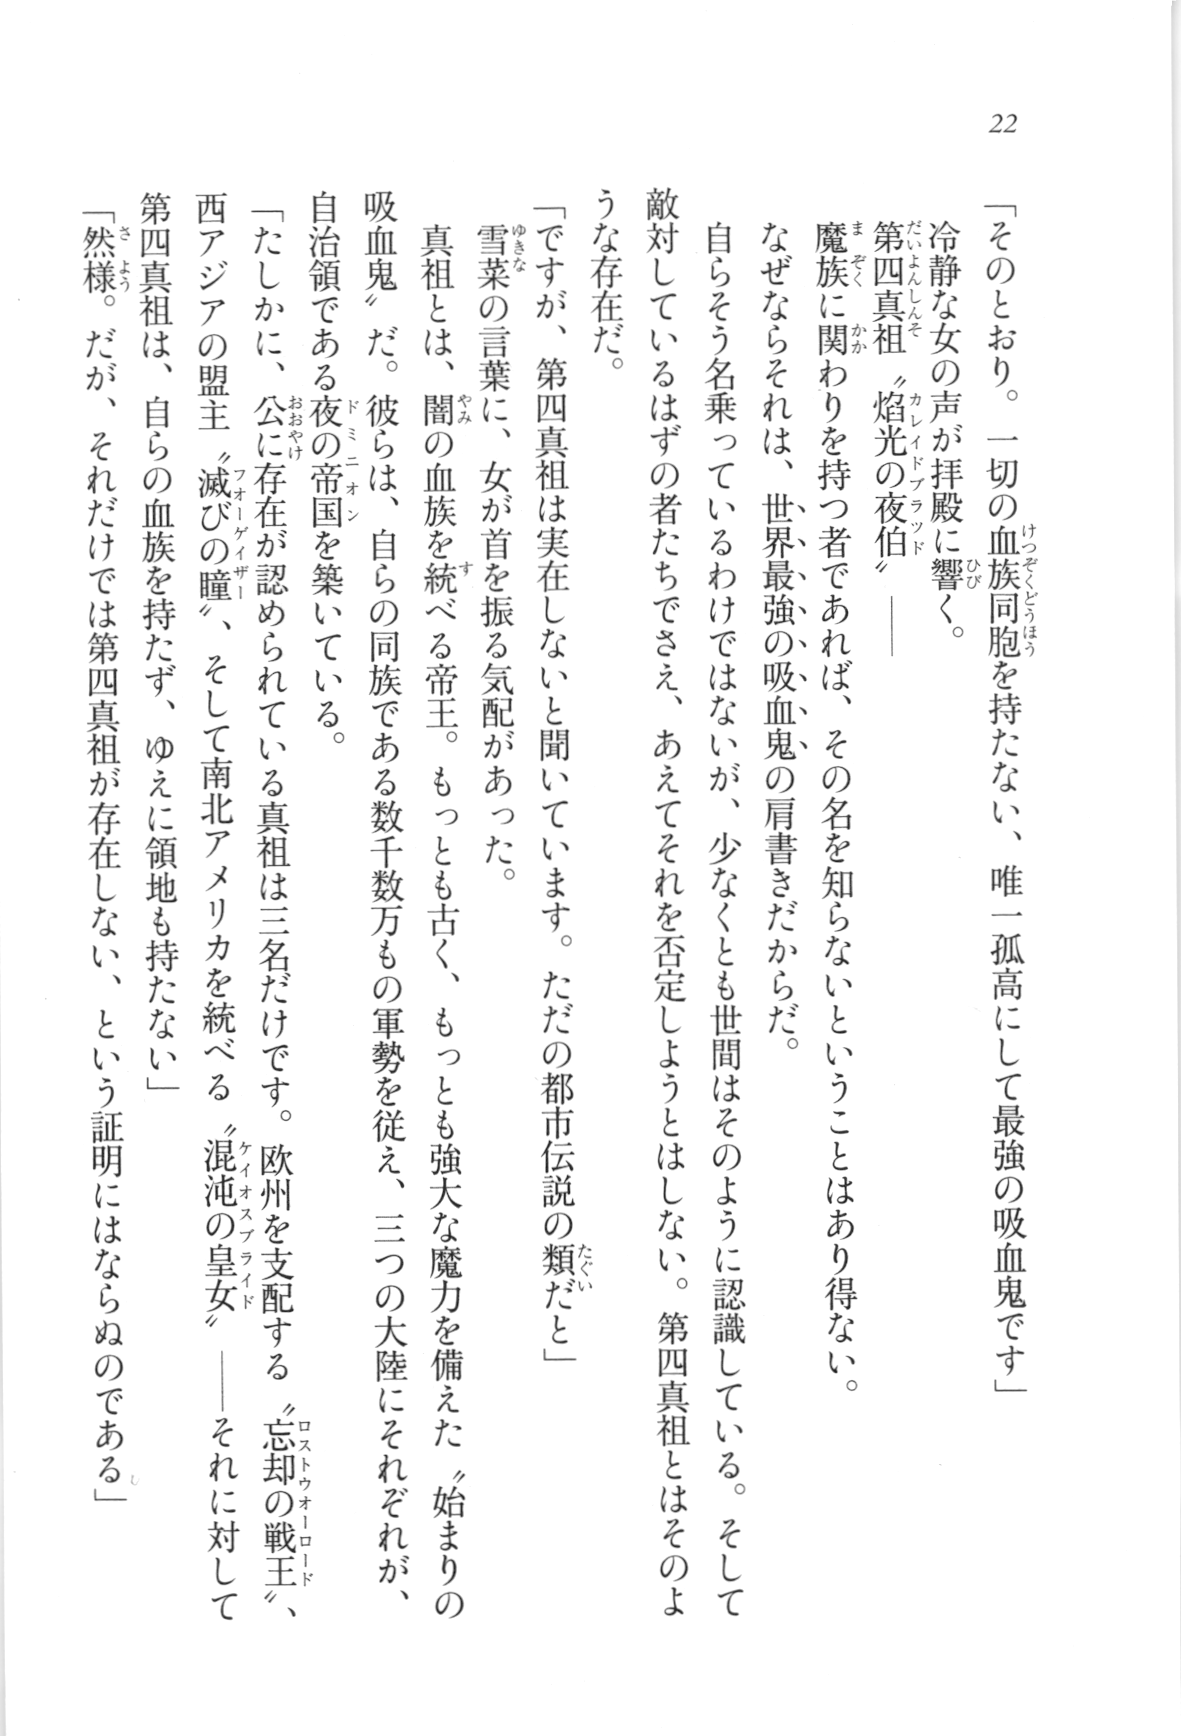 22
「そのとおり。一切の血族同胞を持たない、唯一孤高にして最強の吸血鬼です」
冷静な女の声が拝殿に響く。
第四真祖〝焔光の夜伯〟――
魔族に関わりを持つ者であれば、その名を知らないということはあり得ない。
なぜならそれは、世界最強の吸血鬼の肩書きだからだ。
自らそう名乗っているわけではないが、少なくとも世間はそのように認識している。そして
敵対しているはずの者たちでさえ、あえてそれを否定しようとはしない。第四真祖とはそのよ
うな存在だ。
「ですが、第四真祖は実在しないと聞いています。ただの都市伝説の類だと」
雪菜の言葉に、女が首を振る気配があった。
真祖とは、闇の血族を統べる帝王。もっとも古く、もっとも強大な魔力を備えた〝始まりの
吸血鬼〟だ。彼らは、自らの同族である数千数万もの軍勢を従え、三つの大陸にそれぞれが、
自治領である夜の帝国を築いている。
「たしかに、公に存在が認められている真祖は三名だけです。欧州を支配する〝忘却の戦王〟、
西アジアの盟主〝滅びの瞳〟、そして南北アメリカを統べる〝混沌の皇女〟――それに対して
第四真祖は、自らの血族を持たず、ゆえに領地も持たない」
「然様。だが、それだけでは第四真祖が存在しない、という証明にはならぬのである」